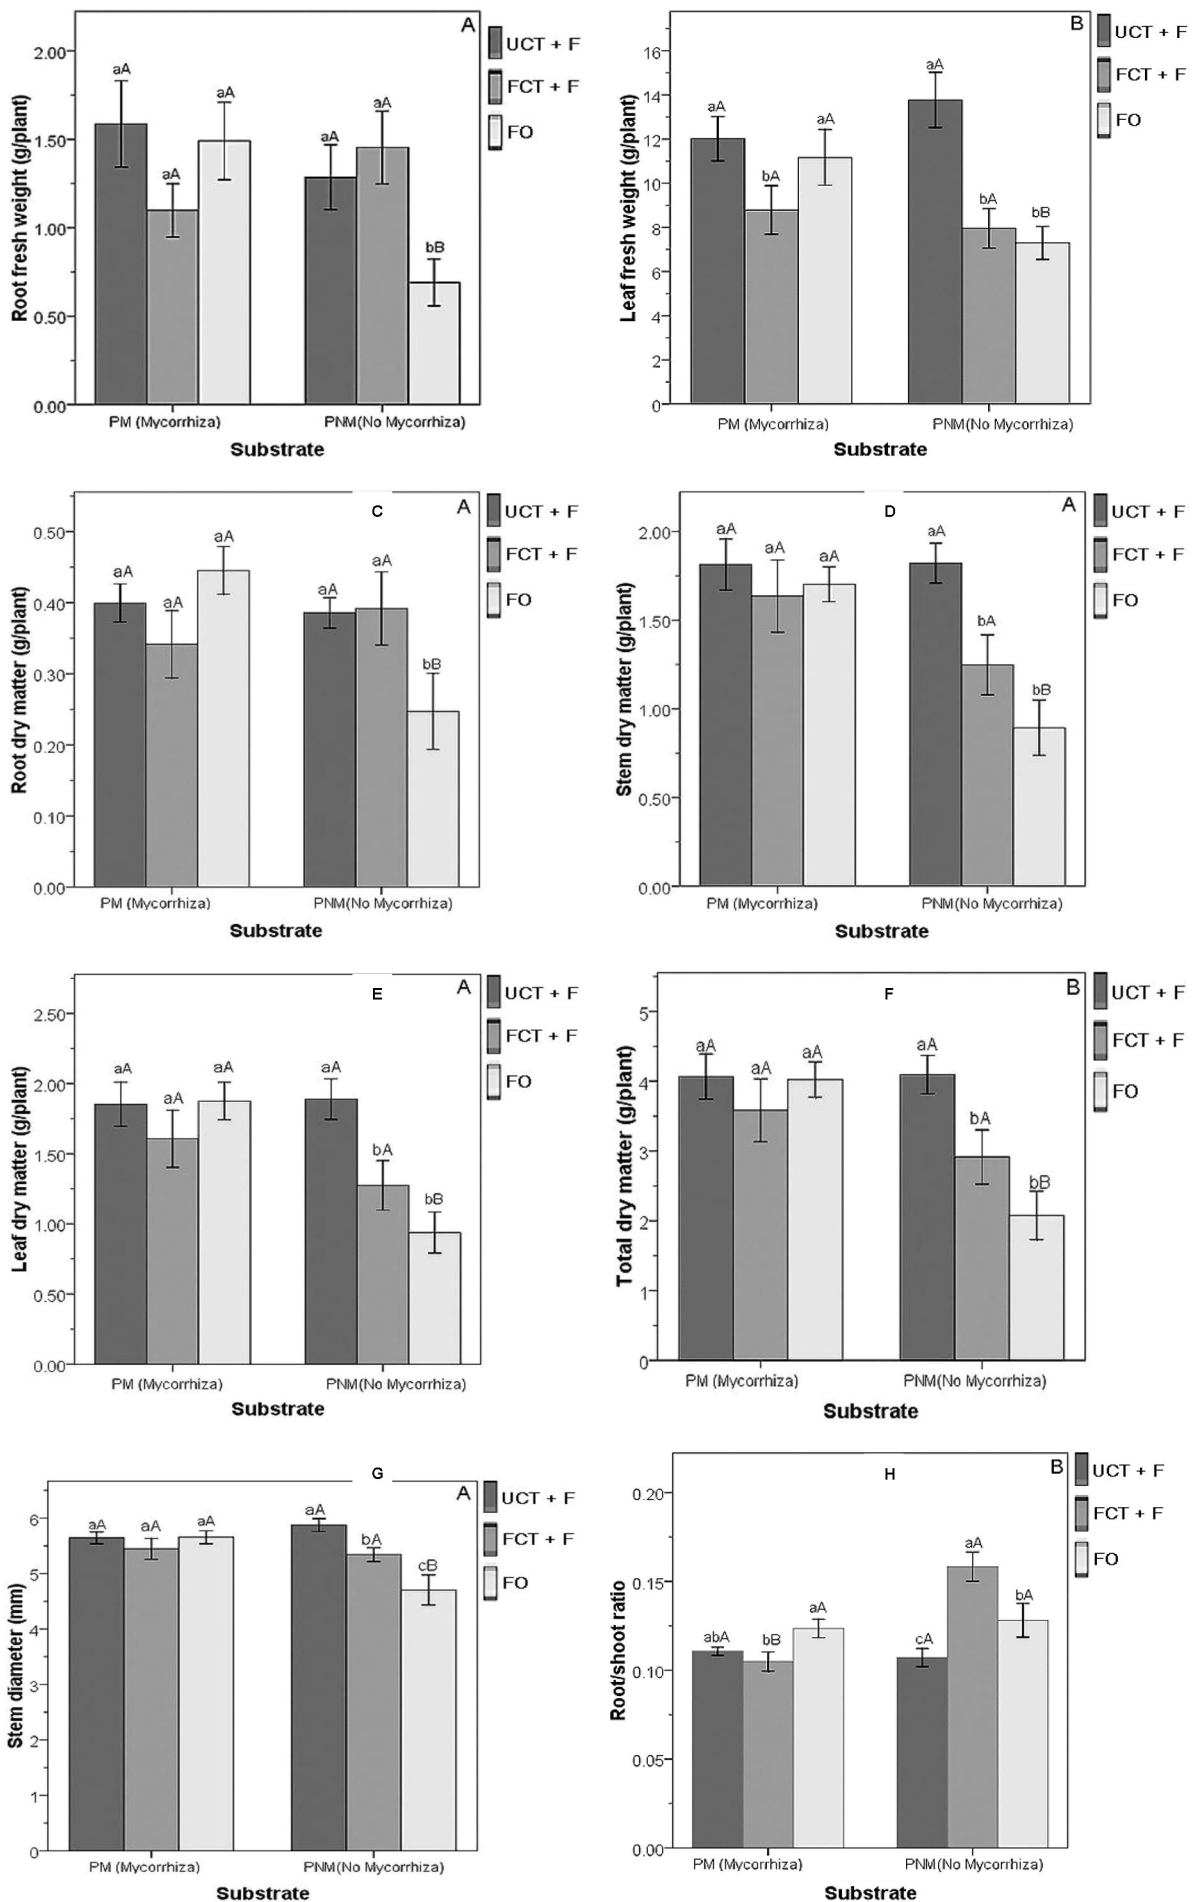 A
UCT + F
FCT + F
FO
2.00
1.50
1.00
0.50
0.00
Root fresh weight (g/plant)
aA
aA
aA
aA
aA
bB
PM (Mycorrhiza)
PNM(No Mycorrhiza)
Substrate
B
UCT + F
FCT + F
FO
16
14
12
10
8
6
4
2
0
Leaf fresh weight (g/plant)
aA
bA
aA
aA
bA
bB
PM (Mycorrhiza)
PNM(No Mycorrhiza)
Substrate
C
A
UCT + F
FCT + F
FO
0.50
0.40
0.30
0.20
0.10
0.00
Root dry matter (g/plant)
aA
aA
aA
aA
aA
bB
PM (Mycorrhiza)
PNM(No Mycorrhiza)
Substrate
D
A
UCT + F
FCT + F
FO
2.00
1.50
1.00
0.50
0.00
Stem dry matter (g/plant)
aA
aA
aA
aA
bA
bB
PM (Mycorrhiza)
PNM(No Mycorrhiza)
Substrate
E
A
UCT + F
FCT + F
FO
2.50
2.00
1.50
1.00
0.50
0.00
Leaf dry matter (g/plant)
aA
aA
aA
aA
bA
bB
PM (Mycorrhiza)
PNM(No Mycorrhiza)
Substrate
F
B
UCT + F
FCT + F
FO
5
4
3
2
1
0
Total dry matter (g/plant)
aA
aA
aA
aA
bA
bB
PM (Mycorrhiza)
PNM(No Mycorrhiza)
Substrate
G
A
UCT + F
FCT + F
FO
6
5
4
3
2
1
0
Stem diameter (mm)
aA
aA
aA
aA
bA
cB
PM (Mycorrhiza)
PNM(No Mycorrhiza)
Substrate
H
B
UCT + F
FCT + F
FO
0.20
0.15
0.10
0.05
0.00
Root/shoot ratio
abA
bB
aA
cA
aA
bA
PM (Mycorrhiza)
PNM(No Mycorrhiza)
Substrate